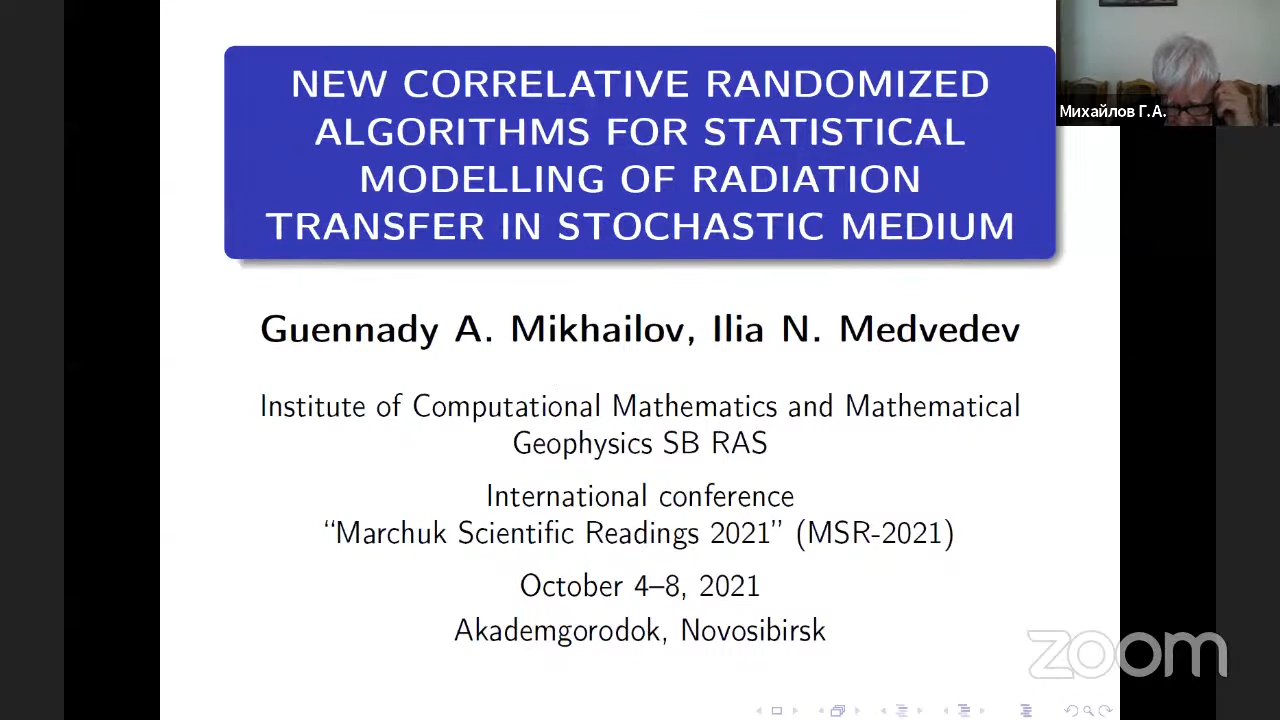 NEW CORRELATIVE RANDOMIZED
ALGORITHMS FOR STATISTICAL
MODELLING OF RADIATION
TRANSFER IN STOCHASTIC MEDIUM
Михайлов Г.А.
Guennady A. Mikhailov, Ilia N. Medvedev
Institute of Computational Mathematics and Mathematical
Geophysics SB RAS
International conference
“Marchuk Scientific Readings 2021” (MSR-2021)
October 4–8, 2021
Akademgorodok, Novosibirsk
zoom